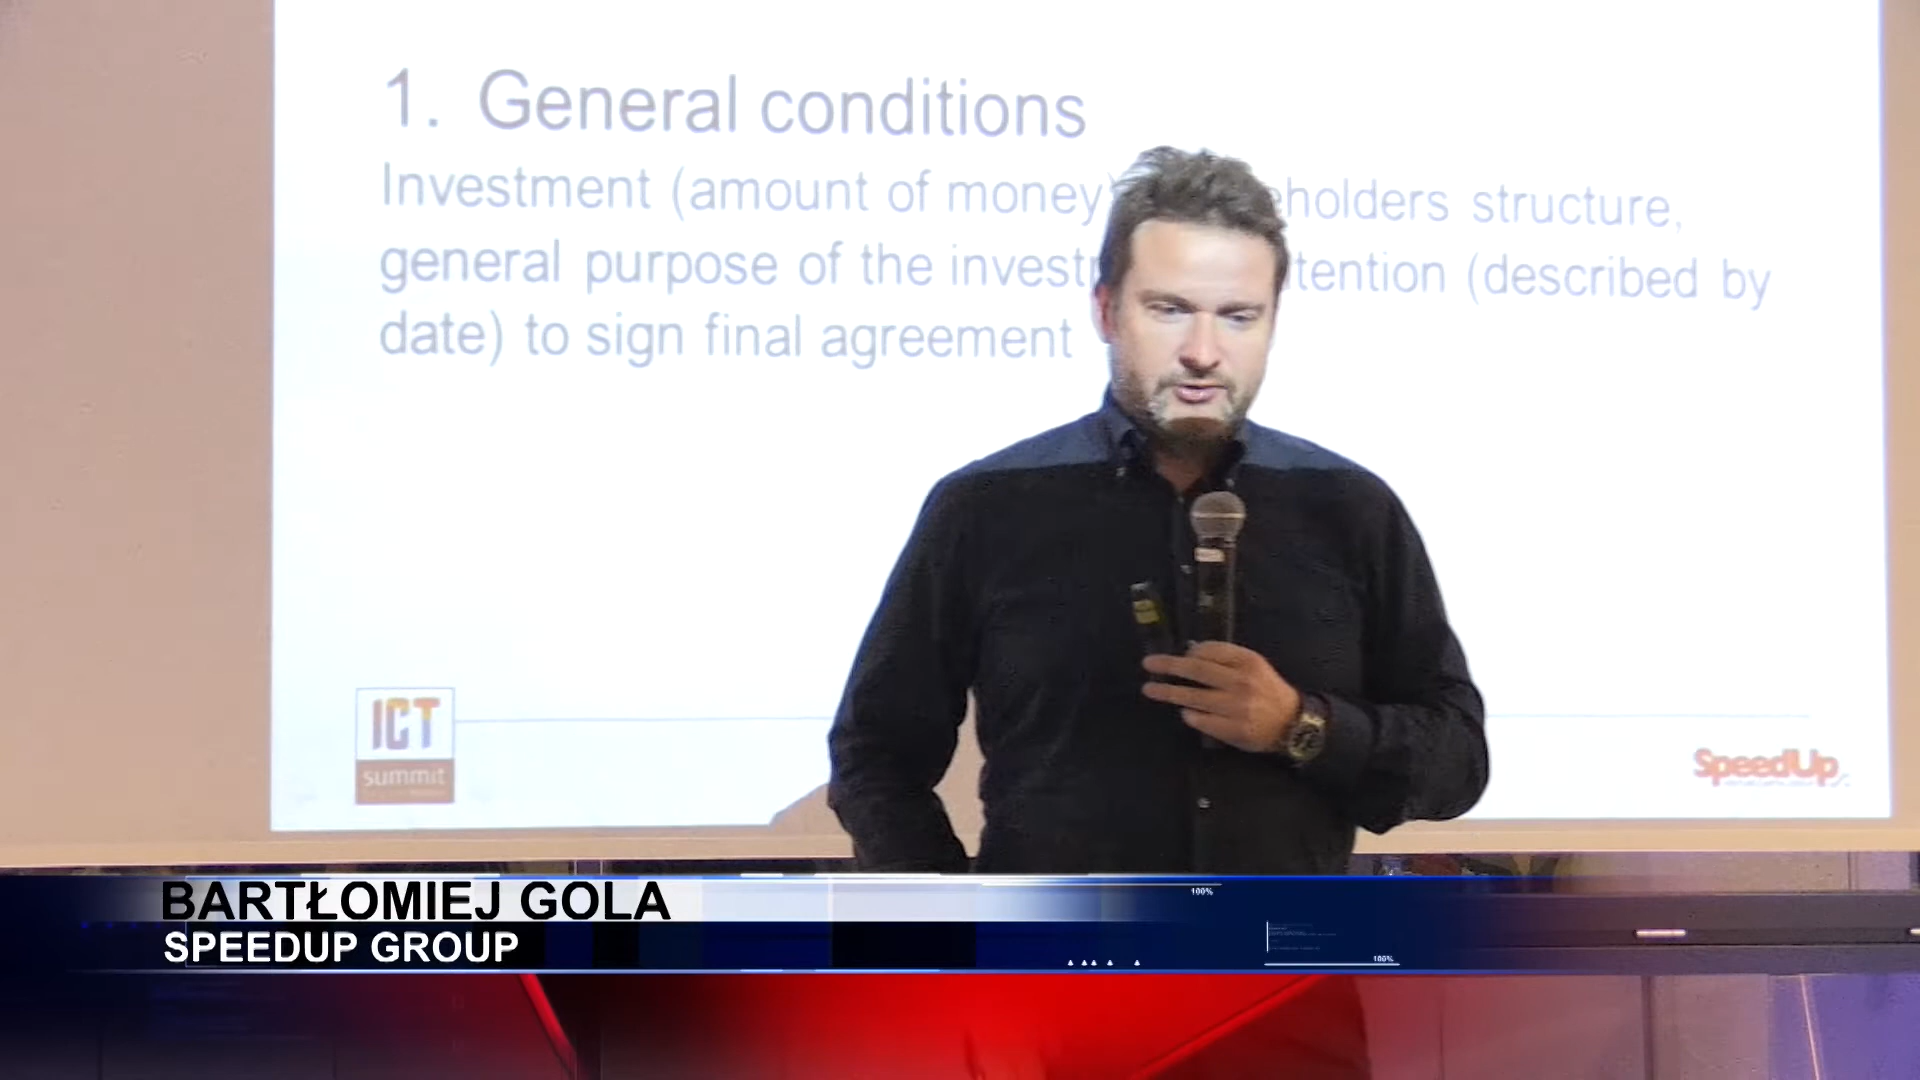 1. General conditions
Investment (amount of money) eholders structure,
general purpose of the invest tention (described by
date) to sign final agreement
ICT
summit
SpeedUp
BARTŁOMIEJ GOLA
SPEEDUP GROUP
100%
100%